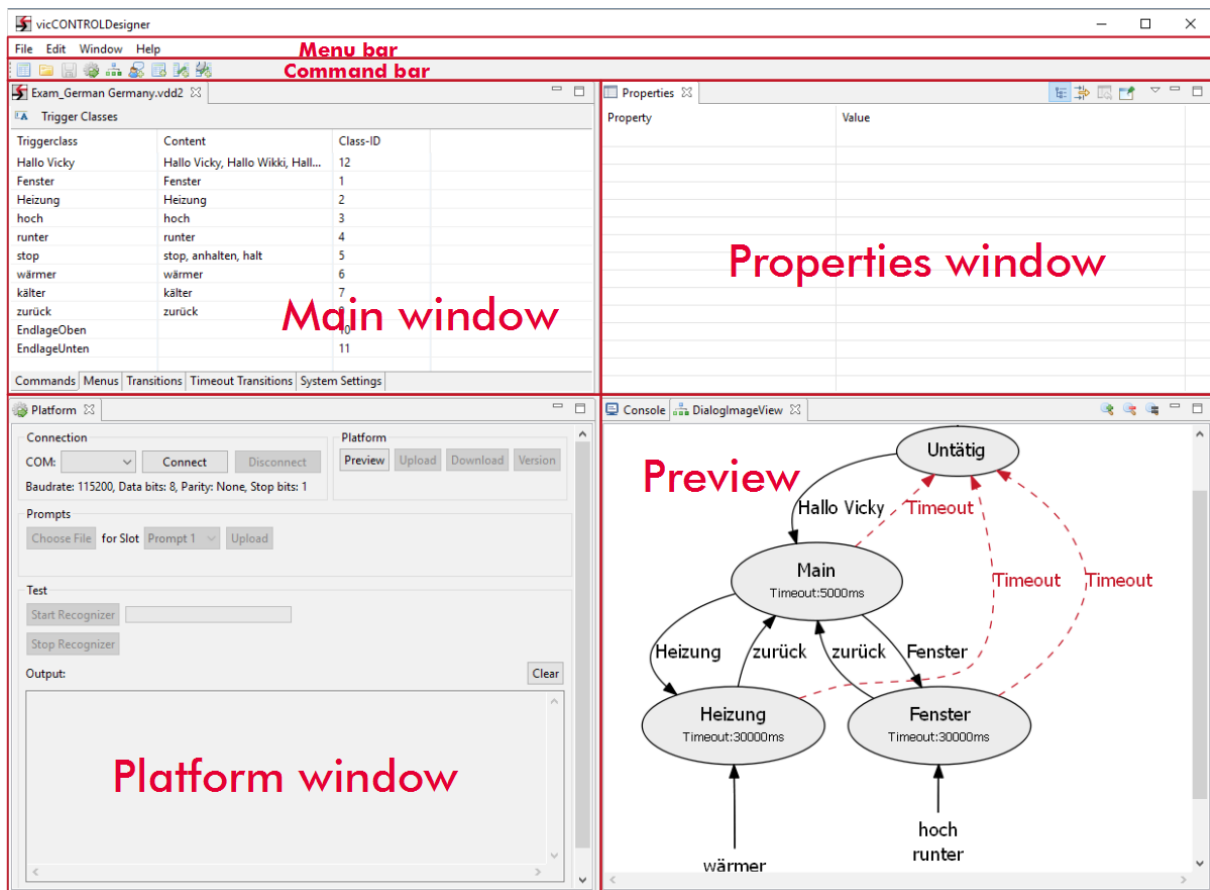 vicCONTROLDesigner
File Edit Window Help
Menu bar
Command bar
Exam_German Germany.vdd2
Trigger Classes
Triggerclass Content Class-ID
Hallo Vicky Hallo Vicky, Hallo Wikki, Hall... 12
Fenster Fenster 1
Heizung Heizung 2
hoch hoch 3
runter runter 4
stop stop, anhalten, halt 5
wärmer wärmer 6
kälter kälter 7
zurück zurück
EndlageOben 10
EndlageUnten 11
Main window
Commands Menus Transitions Timeout Transitions System Settings
Properties
Property Value
Properties window
Platform
Connection
COM: Connect Disconnect
Baudrate: 115200, Data bits: 8, Parity: None, Stop bits: 1
Platform
Preview Upload Download Version
Prompts
Choose File for Slot Prompt 1 Upload
Test
Start Recognizer
Stop Recognizer
Output: Clear
Platform window
Console DialogImageView
Preview
Untätig
Hallo Vicky Timeout
Main
Timeout:5000ms
Timeout Timeout
Heizung zurück zurück Fenster
Heizung
Timeout:30000ms
Fenster
Timeout:30000ms
hoch
runter
wärmer